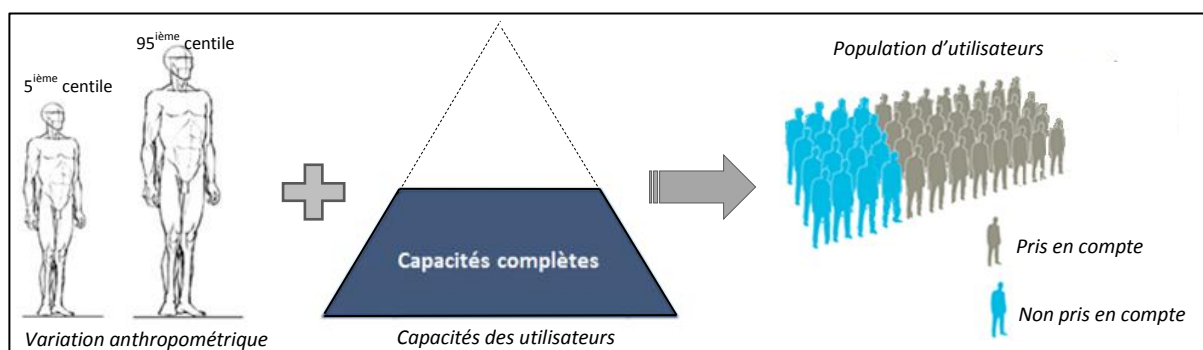 95ième centile
5ième centile
Population d’utilisateurs
Capacités complètes
Pris en compte
Non pris en compte
Variation anthropométrique
Capacités des utilisateurs